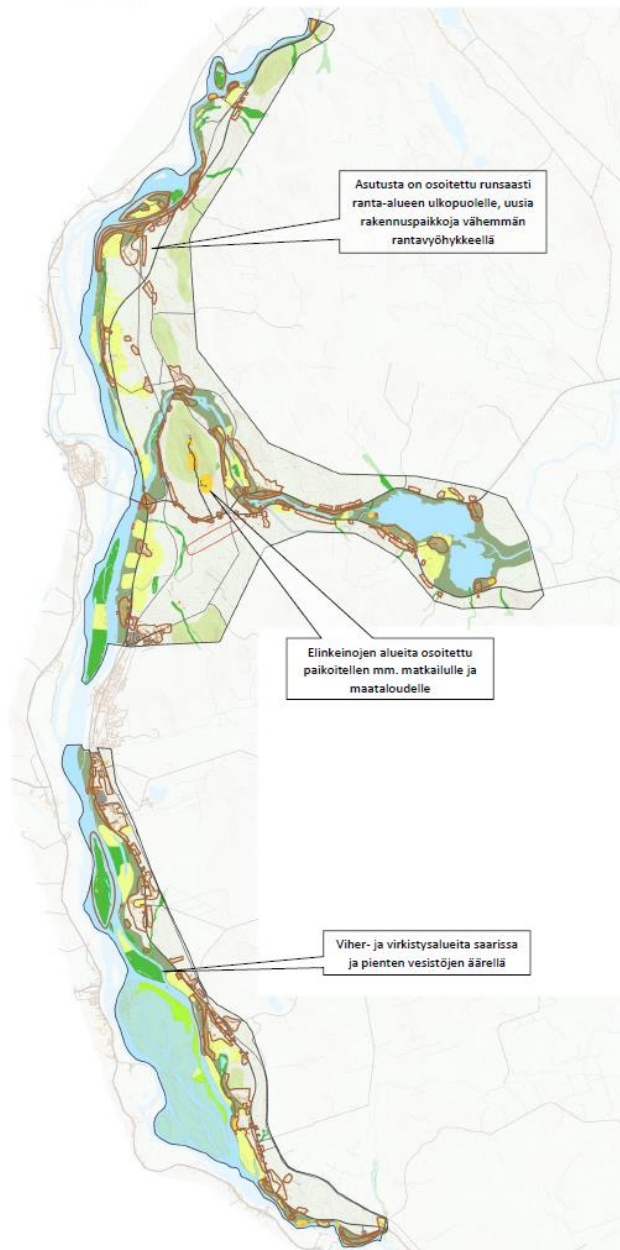 Asutusta on osoitettu runsaasti
ranta-alueen ulkopuolelle, uusia
rakennuspaikkoja vähemmän
rantavyöhykkeellä
Elinkeinojen alueita osoitettu
paikoitellen mm. matkailulle ja
maataloudelle
Viher- ja virkistysalueita saarissa
ja pienten vesistöjen äärellä